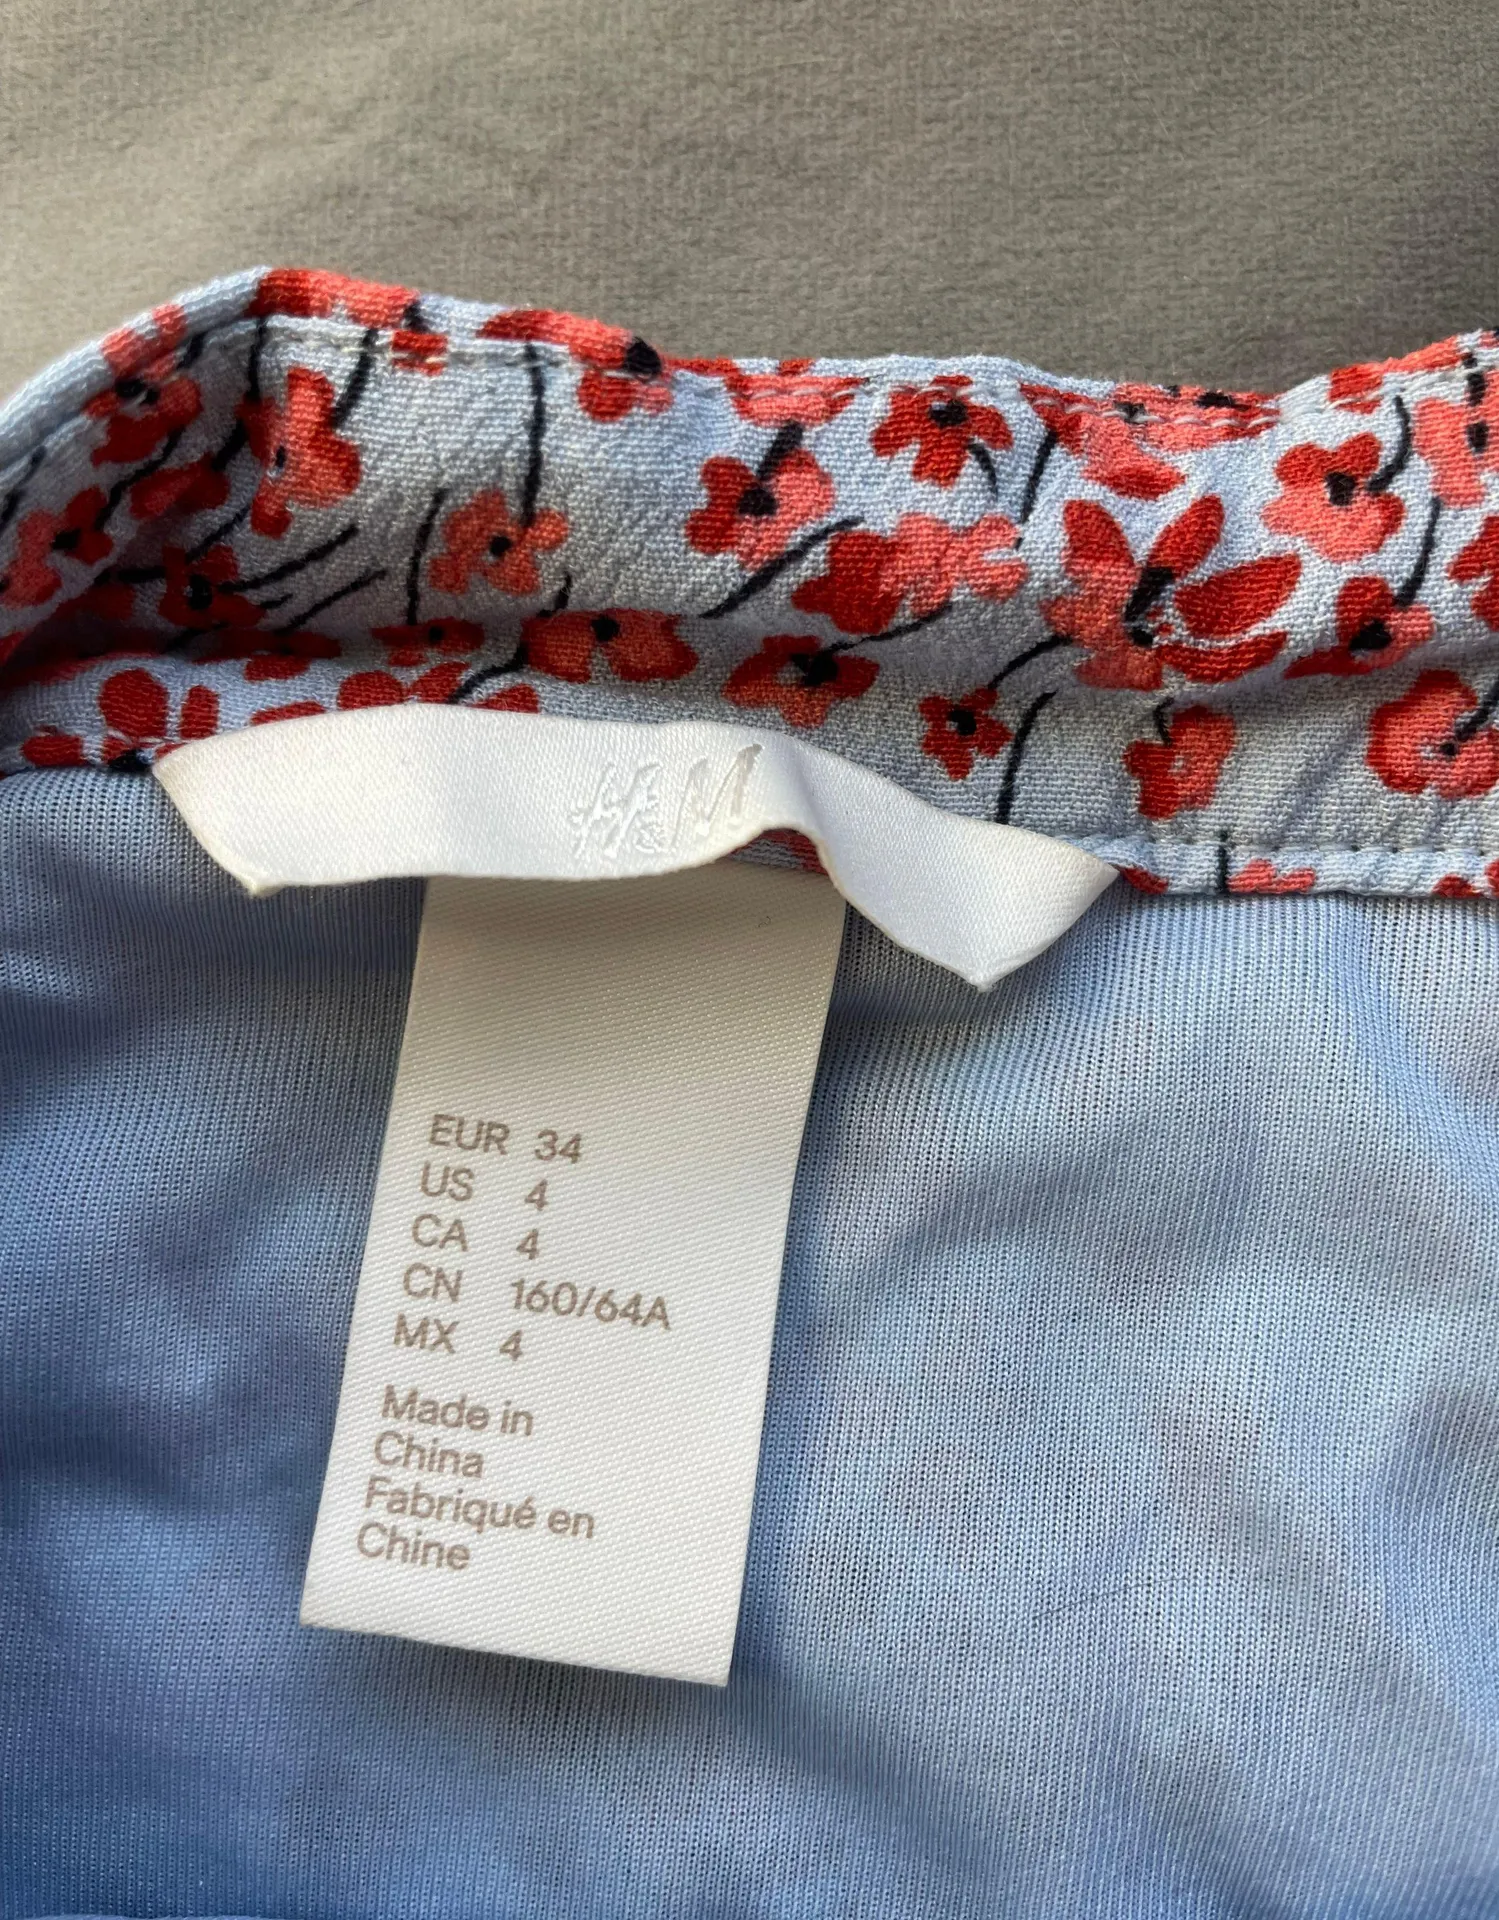 H&M
EUR 34
US 4
CA 4
CN 160/64A
MX 4
Made in
China
Fabriqué en
Chine